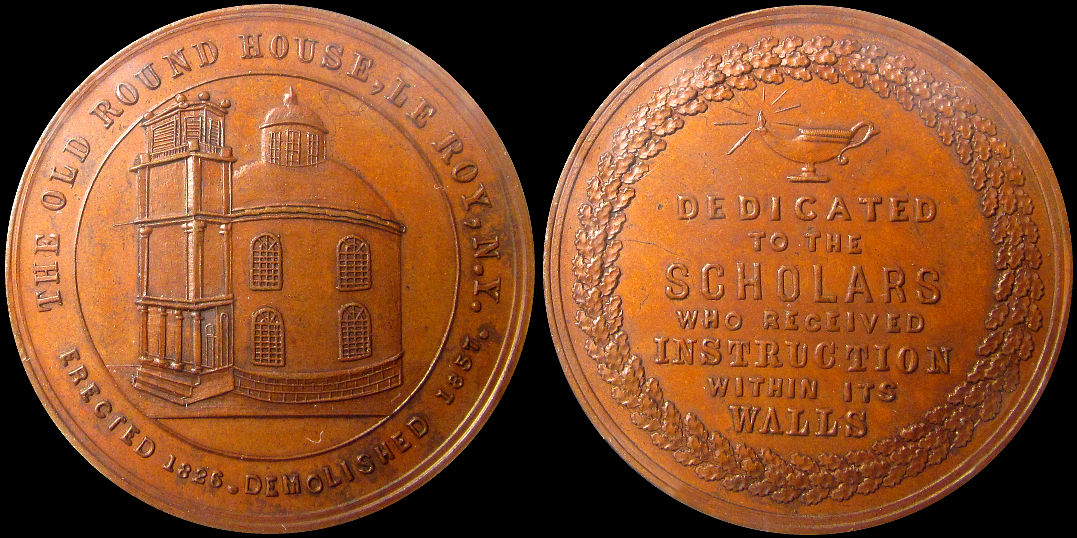 THE OLD ROUND HOUSE, LE ROY, N.Y.
ERECTED 1826. DEMOLISHED 1857.
DEDICATED
TO THE
SCHOLARS
WHO RECEIVED
INSTRUCTION
WITHIN ITS
WALLS